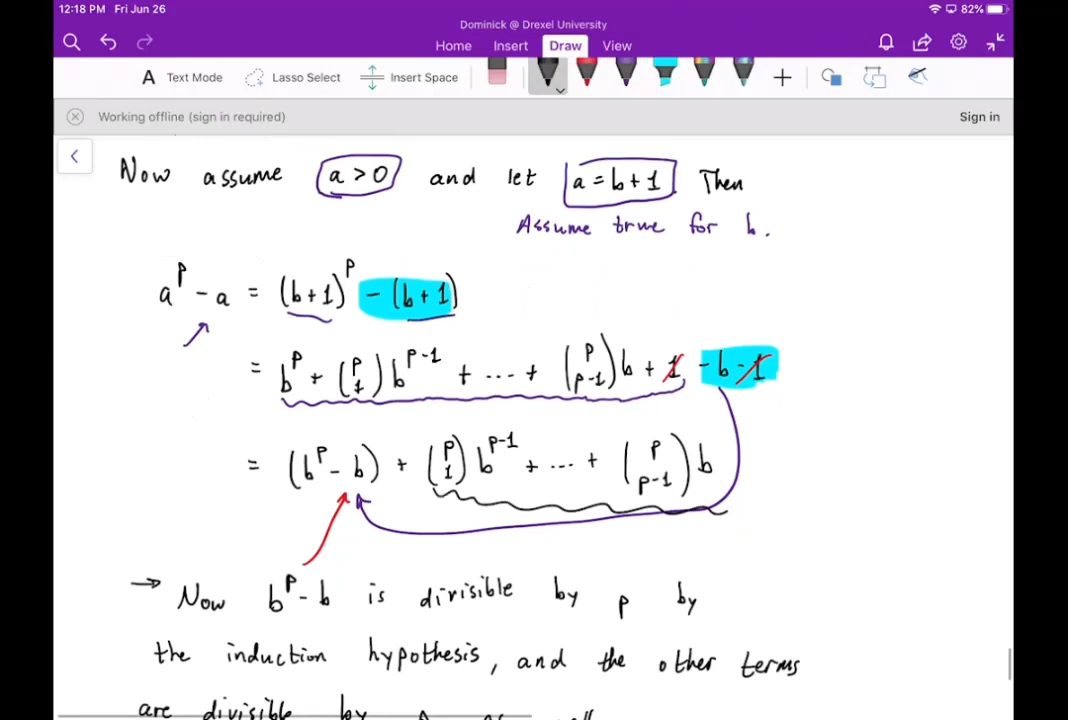 12:18 PM Fri Jun 26
82%
Dominick @ Drexel University
Home Insert Draw View
Text Mode Lasso Select Insert Space
Working offline (sign in required) Sign in
Now assume a > 0 and let a = b + 1 Then
Assume true for b.
a^p - a = (b+1)^p - (b+1)
= b^p + (p 1) b^{p-1} + ... + (p p-1) b + 1 - b - 1
= (b^p - b) + (p 1) b^{p-1} + ... + (p p-1) b
→ Now b^p - b is divisible by p by
the induction hypothesis, and the other terms
are divisible by